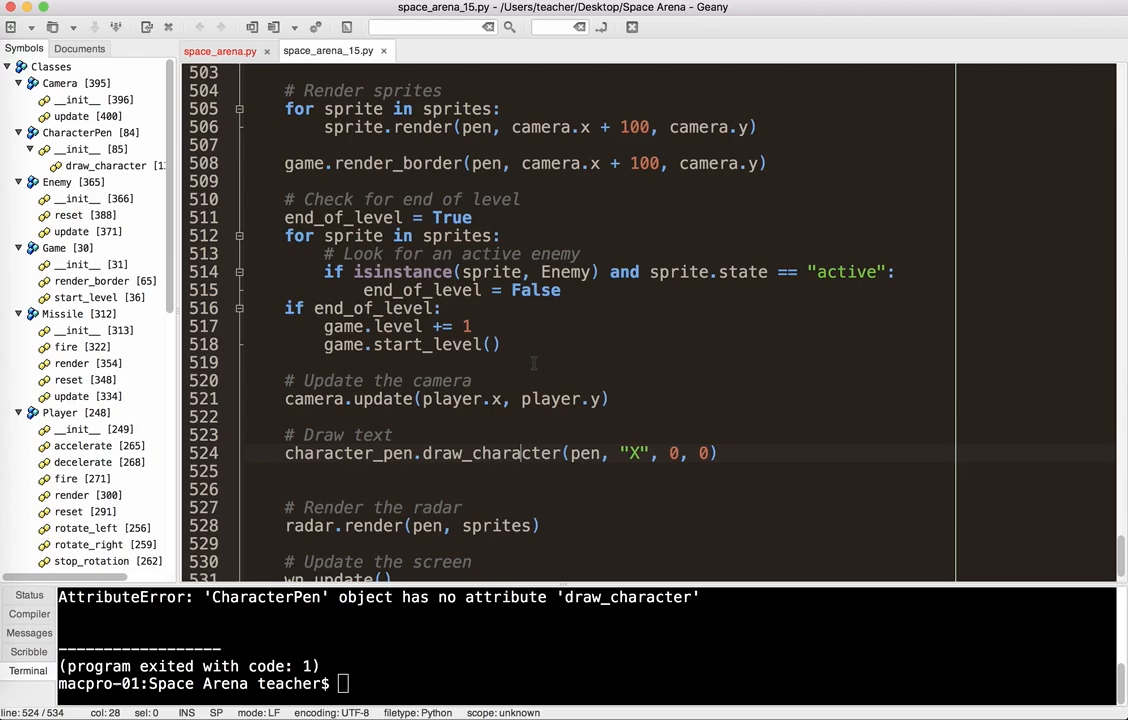 space_arena_15.py - /Users/teacher/Desktop/Space Arena - Geany
Symbols Documents
space_arena.py space_arena_15.py
Classes
Camera [395]
__init__ [396]
update [400]
CharacterPen [84]
__init__ [85]
draw_character [1
Enemy [365]
__init__ [366]
reset [388]
update [371]
Game [30]
__init__ [31]
render_border [65]
start_level [36]
Missile [312]
__init__ [313]
fire [322]
render [354]
reset [348]
update [334]
Player [248]
__init__ [249]
accelerate [265]
decelerate [268]
fire [271]
render [300]
reset [291]
rotate_left [256]
rotate_right [259]
stop_rotation [262]
503
504 # Render sprites
505 for sprite in sprites:
506 sprite.render(pen, camera.x + 100, camera.y)
507
508 game.render_border(pen, camera.x + 100, camera.y)
509
510 # Check for end of level
511 end_of_level = True
512 for sprite in sprites:
513 # Look for an active enemy
514 if isinstance(sprite, Enemy) and sprite.state == "active":
515 end_of_level = False
516 if end_of_level:
517 game.level += 1
518 game.start_level()
519
520 # Update the camera
521 camera.update(player.x, player.y)
522
523 # Draw text
524 character_pen.draw_character(pen, "X", 0, 0)
525
526
527 # Render the radar
528 radar.render(pen, sprites)
529
530 # Update the screen
531 wn.update()
Status
Compiler
Messages
Scribble
Terminal
AttributeError: 'CharacterPen' object has no attribute 'draw_character'
------------------
(program exited with code: 1)
macpro-01:Space Arena teacher$
line: 524 / 534 col: 28 sel: 0 INS SP mode: LF encoding: UTF-8 filetype: Python scope: unknown